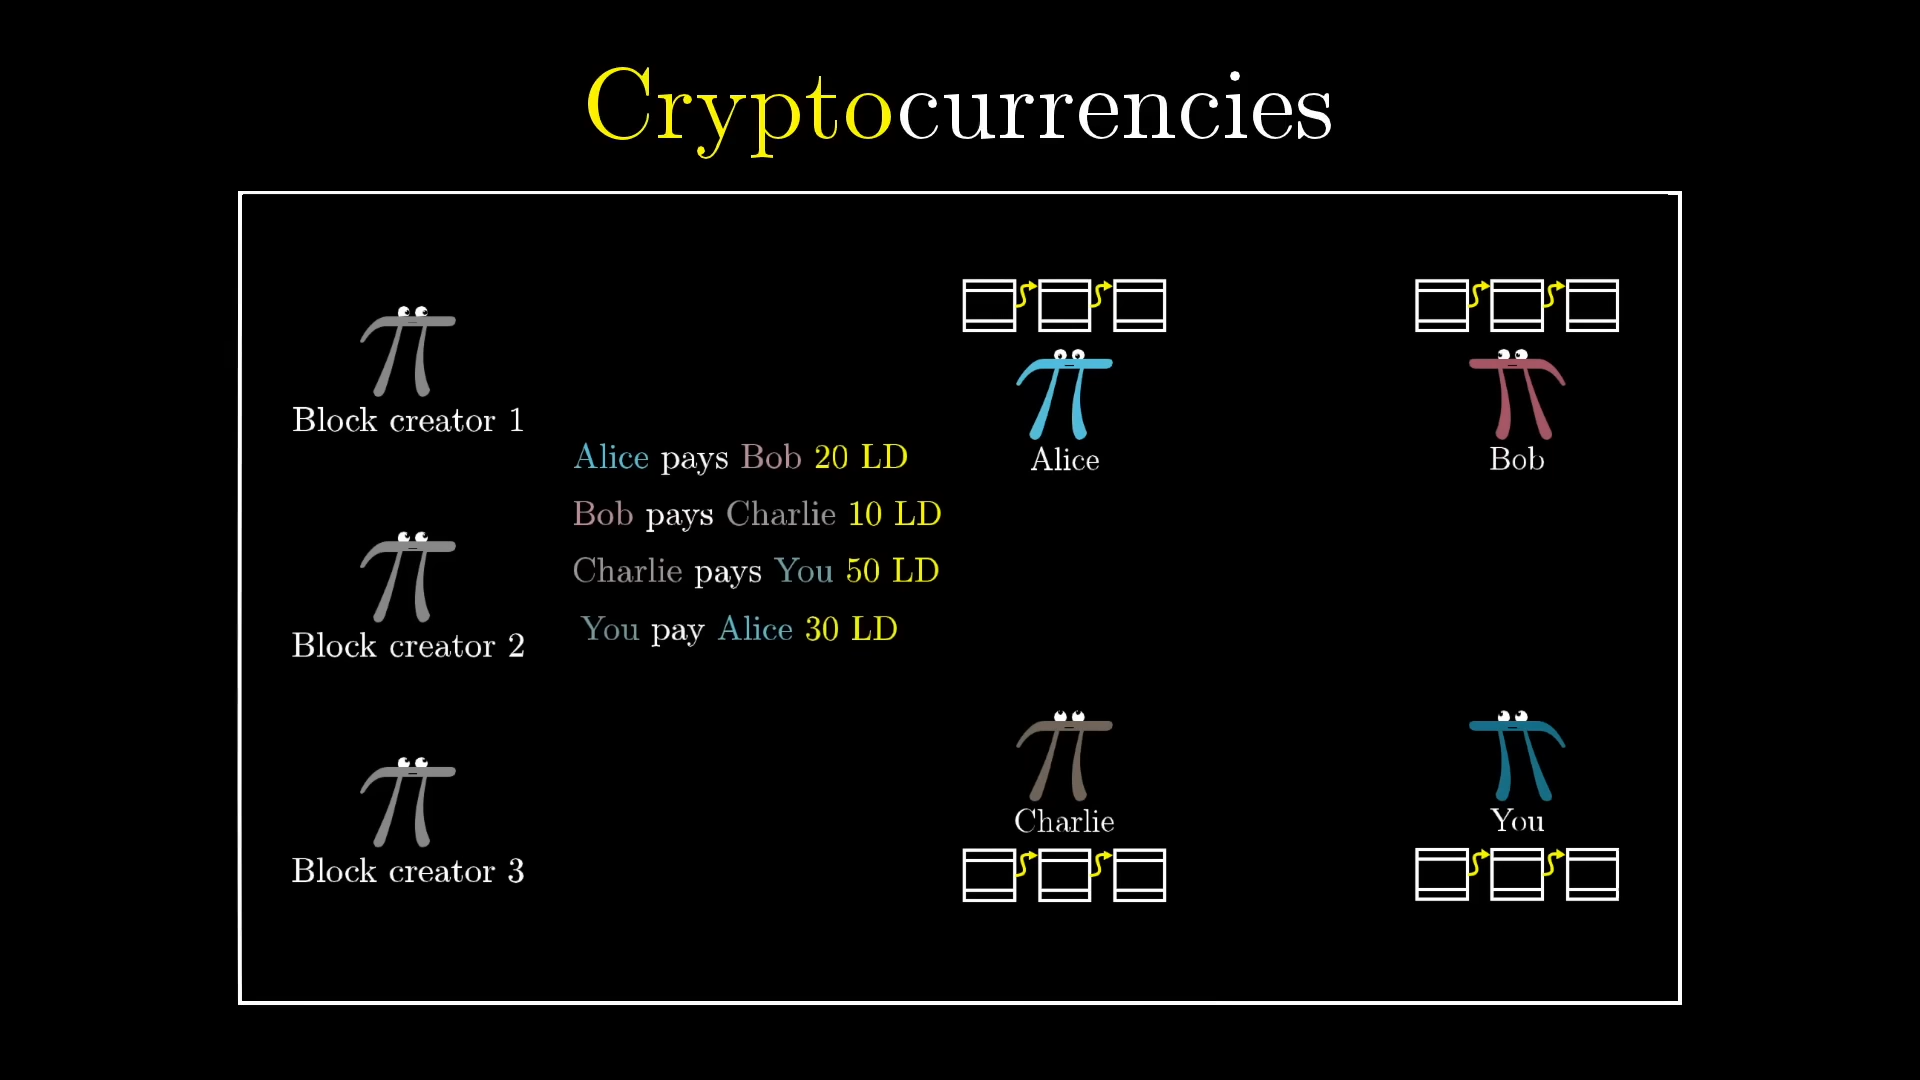 Cryptocurrencies
Block creator 1
Block creator 2
Block creator 3
Alice pays Bob 20 LD
Bob pays Charlie 10 LD
Charlie pays You 50 LD
You pay Alice 30 LD
Alice
Bob
Charlie
You